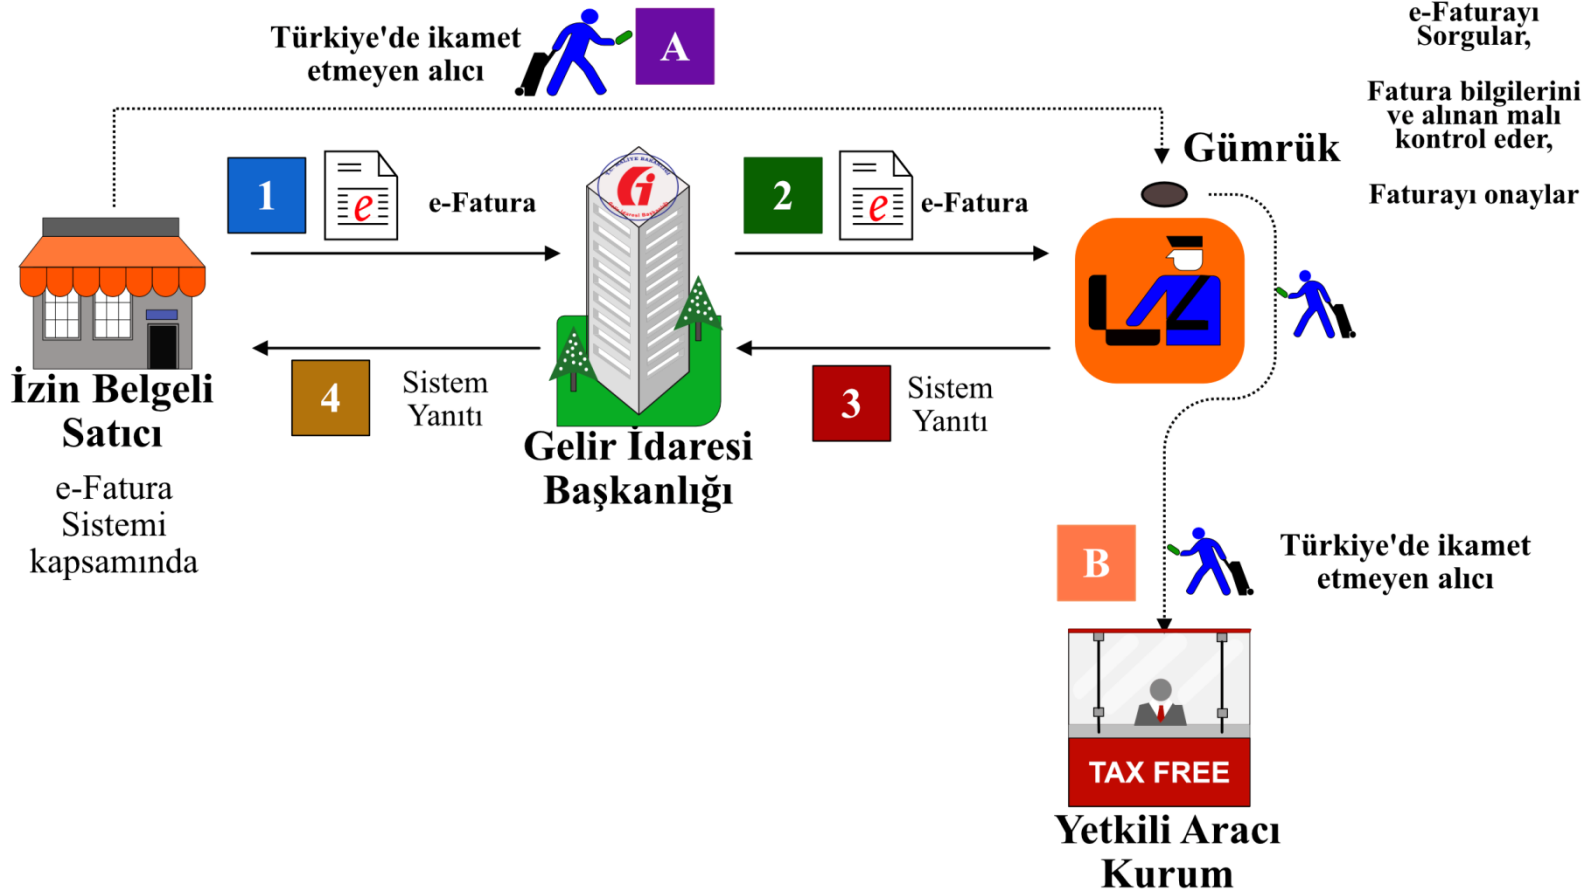 Türkiye'de ikamet
etmeyen alıcı
A
e-Faturayı
Sorgular,
Fatura bilgilerini
ve alınan malı
kontrol eder,
Faturayı onaylar
Gümrük
1
e
e-Fatura
2
e
e-Fatura
4
Sistem
Yanıtı
3
Sistem
Yanıtı
İzin Belgeli
Satıcı
e-Fatura
Sistemi
kapsamında
Gelir İdaresi
Başkanlığı
B
Türkiye'de ikamet
etmeyen alıcı
TAX FREE
Yetkili Aracı
Kurum